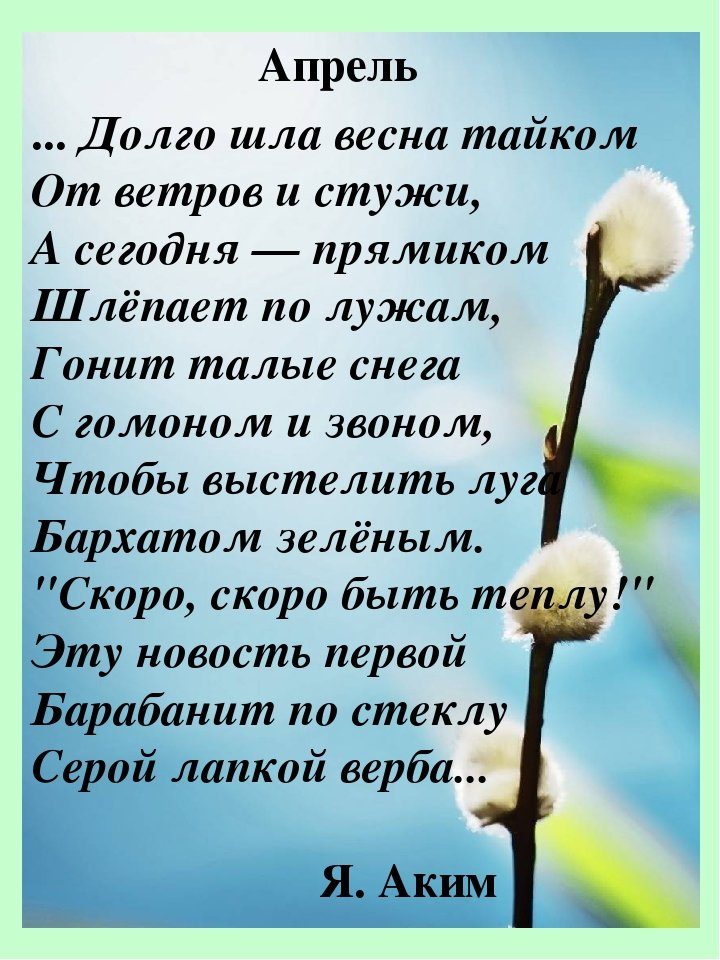 Апрель
... Долго шла весна тайком
От ветров и стужи,
А сегодня — прямиком
Шлёпает по лужам,
Гонит талые снега
С гомоном и звоном,
Чтобы выстелить луга
Бархатом зелёным.
"Скоро, скоро быть теплу!"
Эту новость первой
Барабанит по стеклу
Серой лапкой верба...
Я. Аким